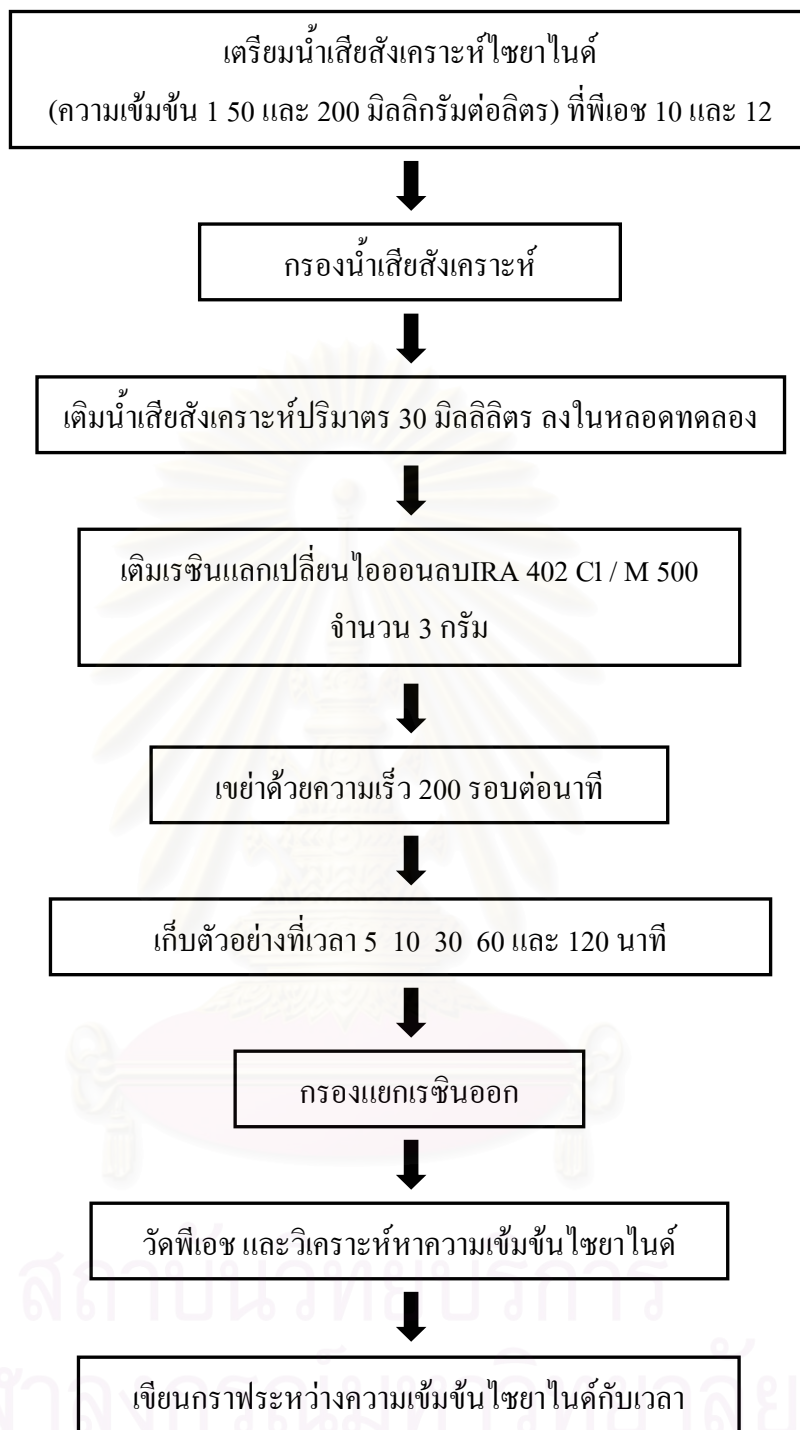 เตรียมน้ำเสียสังเคราะห์ไซยาไนด์
(ความเข้มข้น 1 50 และ 200 มิลลิกรัมต่อลิตร) ที่พีเอช 10 และ 12
กรองน้ำเสียสังเคราะห์
เติมน้ำเสียสังเคราะห์ปริมาตร 30 มิลลิลิตร ลงในหลอดทดลอง
เติมเรซินแลกเปลี่ยนไอออนลบIRA 402 Cl / M 500
จำนวน 3 กรัม
เขย่าด้วยความเร็ว 200 รอบต่อนาที
เก็บตัวอย่างที่เวลา 5 10 30 60 และ 120 นาที
กรองแยกเรซินออก
วัดพีเอช และวิเคราะห์หาความเข้มข้นไซยาไนด์
สถาบันวิทยบริการ
เขียนกราฟระหว่างความเข้มข้นไซยาไนด์กับเวลา